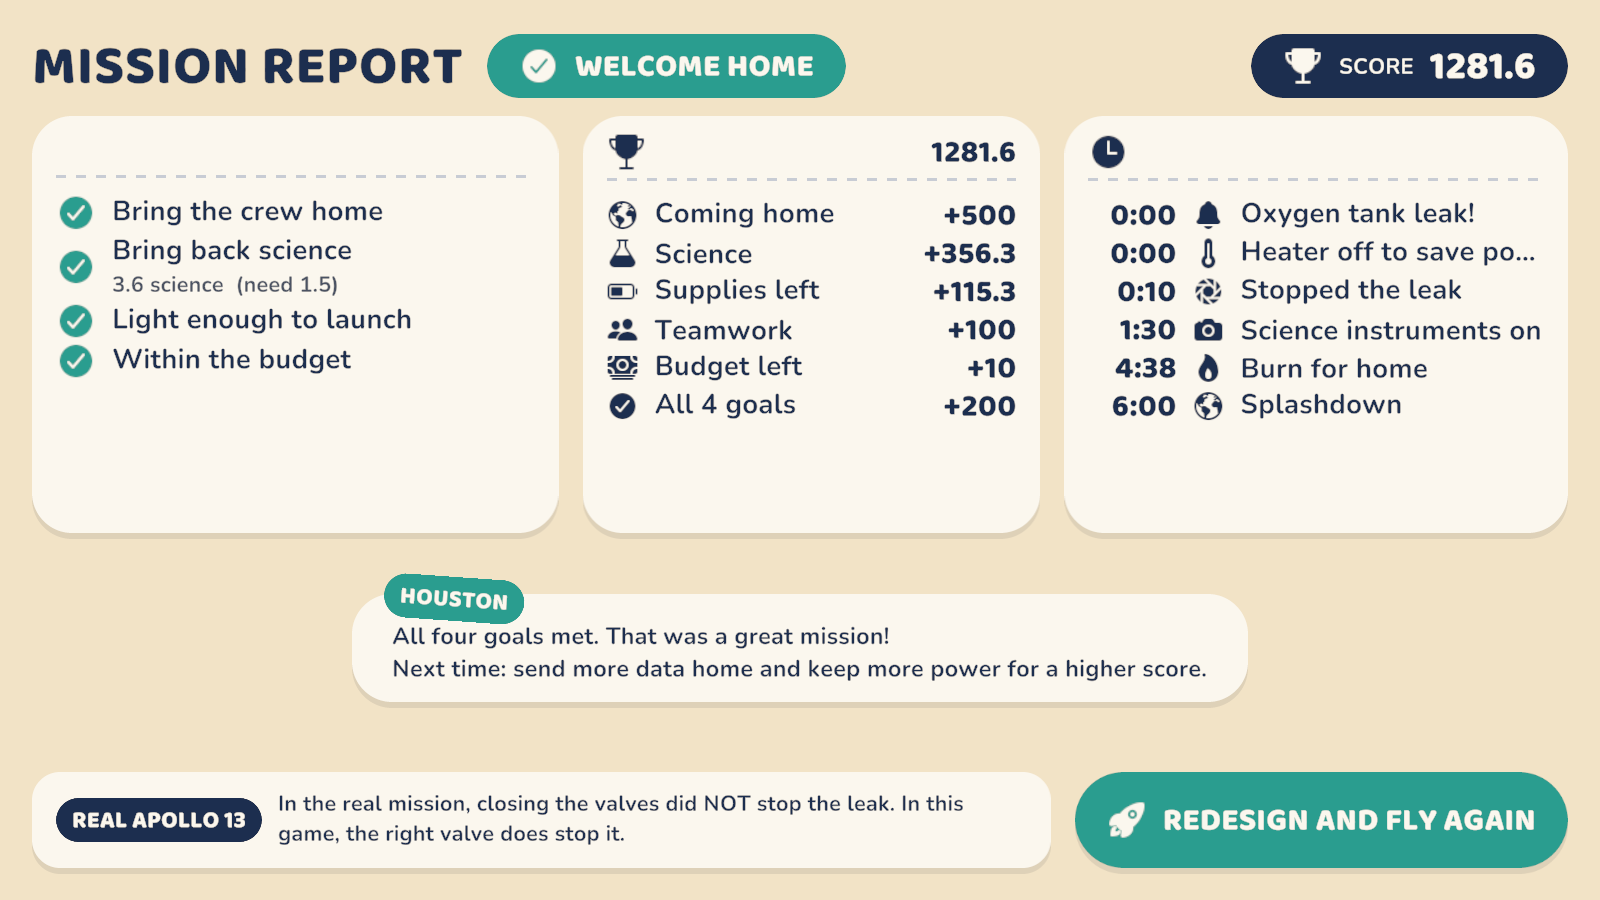 MISSION REPORT
WELCOME HOME
SCORE 1281.6
Bring the crew home
Bring back science
3.6 science (need 1.5)
Light enough to launch
Within the budget
1281.6
Coming home +500
Science +356.3
Supplies left +115.3
Teamwork +100
Budget left +10
All 4 goals +200
0:00 Oxygen tank leak!
0:00 Heater off to save po...
0:10 Stopped the leak
1:30 Science instruments on
4:38 Burn for home
6:00 Splashdown
HOUSTON
All four goals met. That was a great mission!
Next time: send more data home and keep more power for a higher score.
REAL APOLLO 13
In the real mission, closing the valves did NOT stop the leak. In this
game, the right valve does stop it.
REDESIGN AND FLY AGAIN